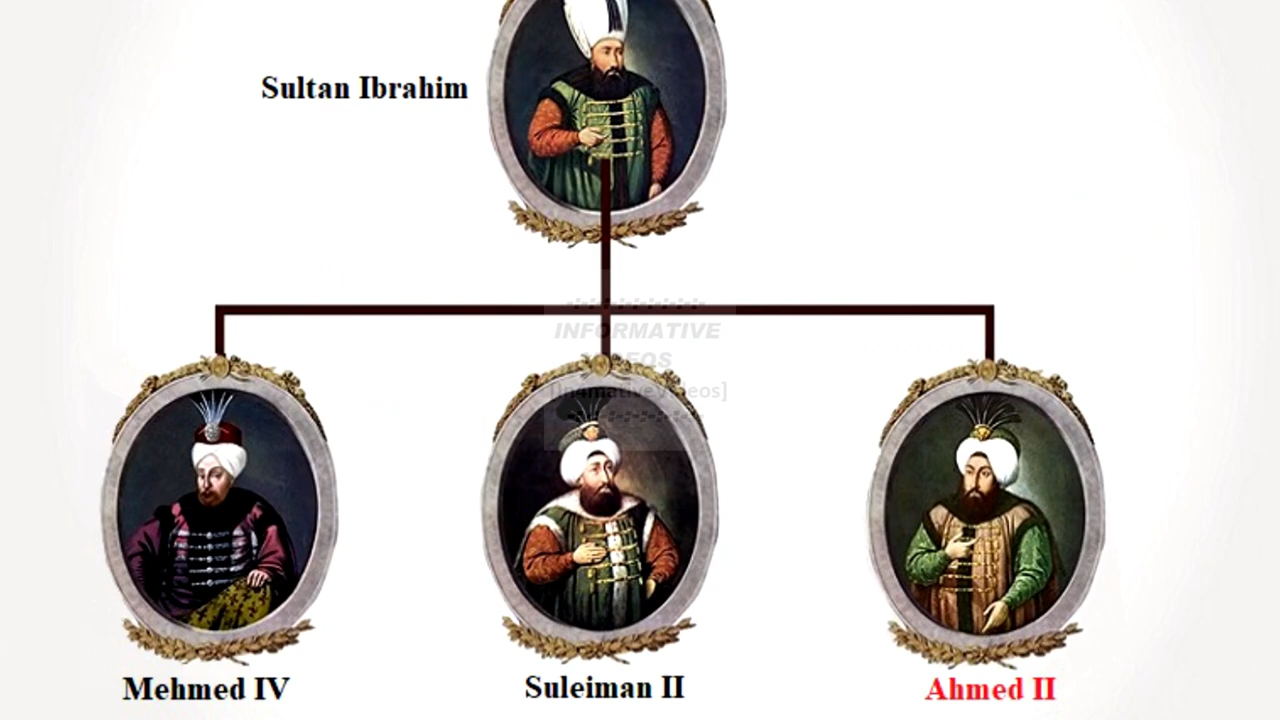 Sultan Ibrahim
INFORMATIVE
Mehmed IV
Suleiman II
Ahmed II